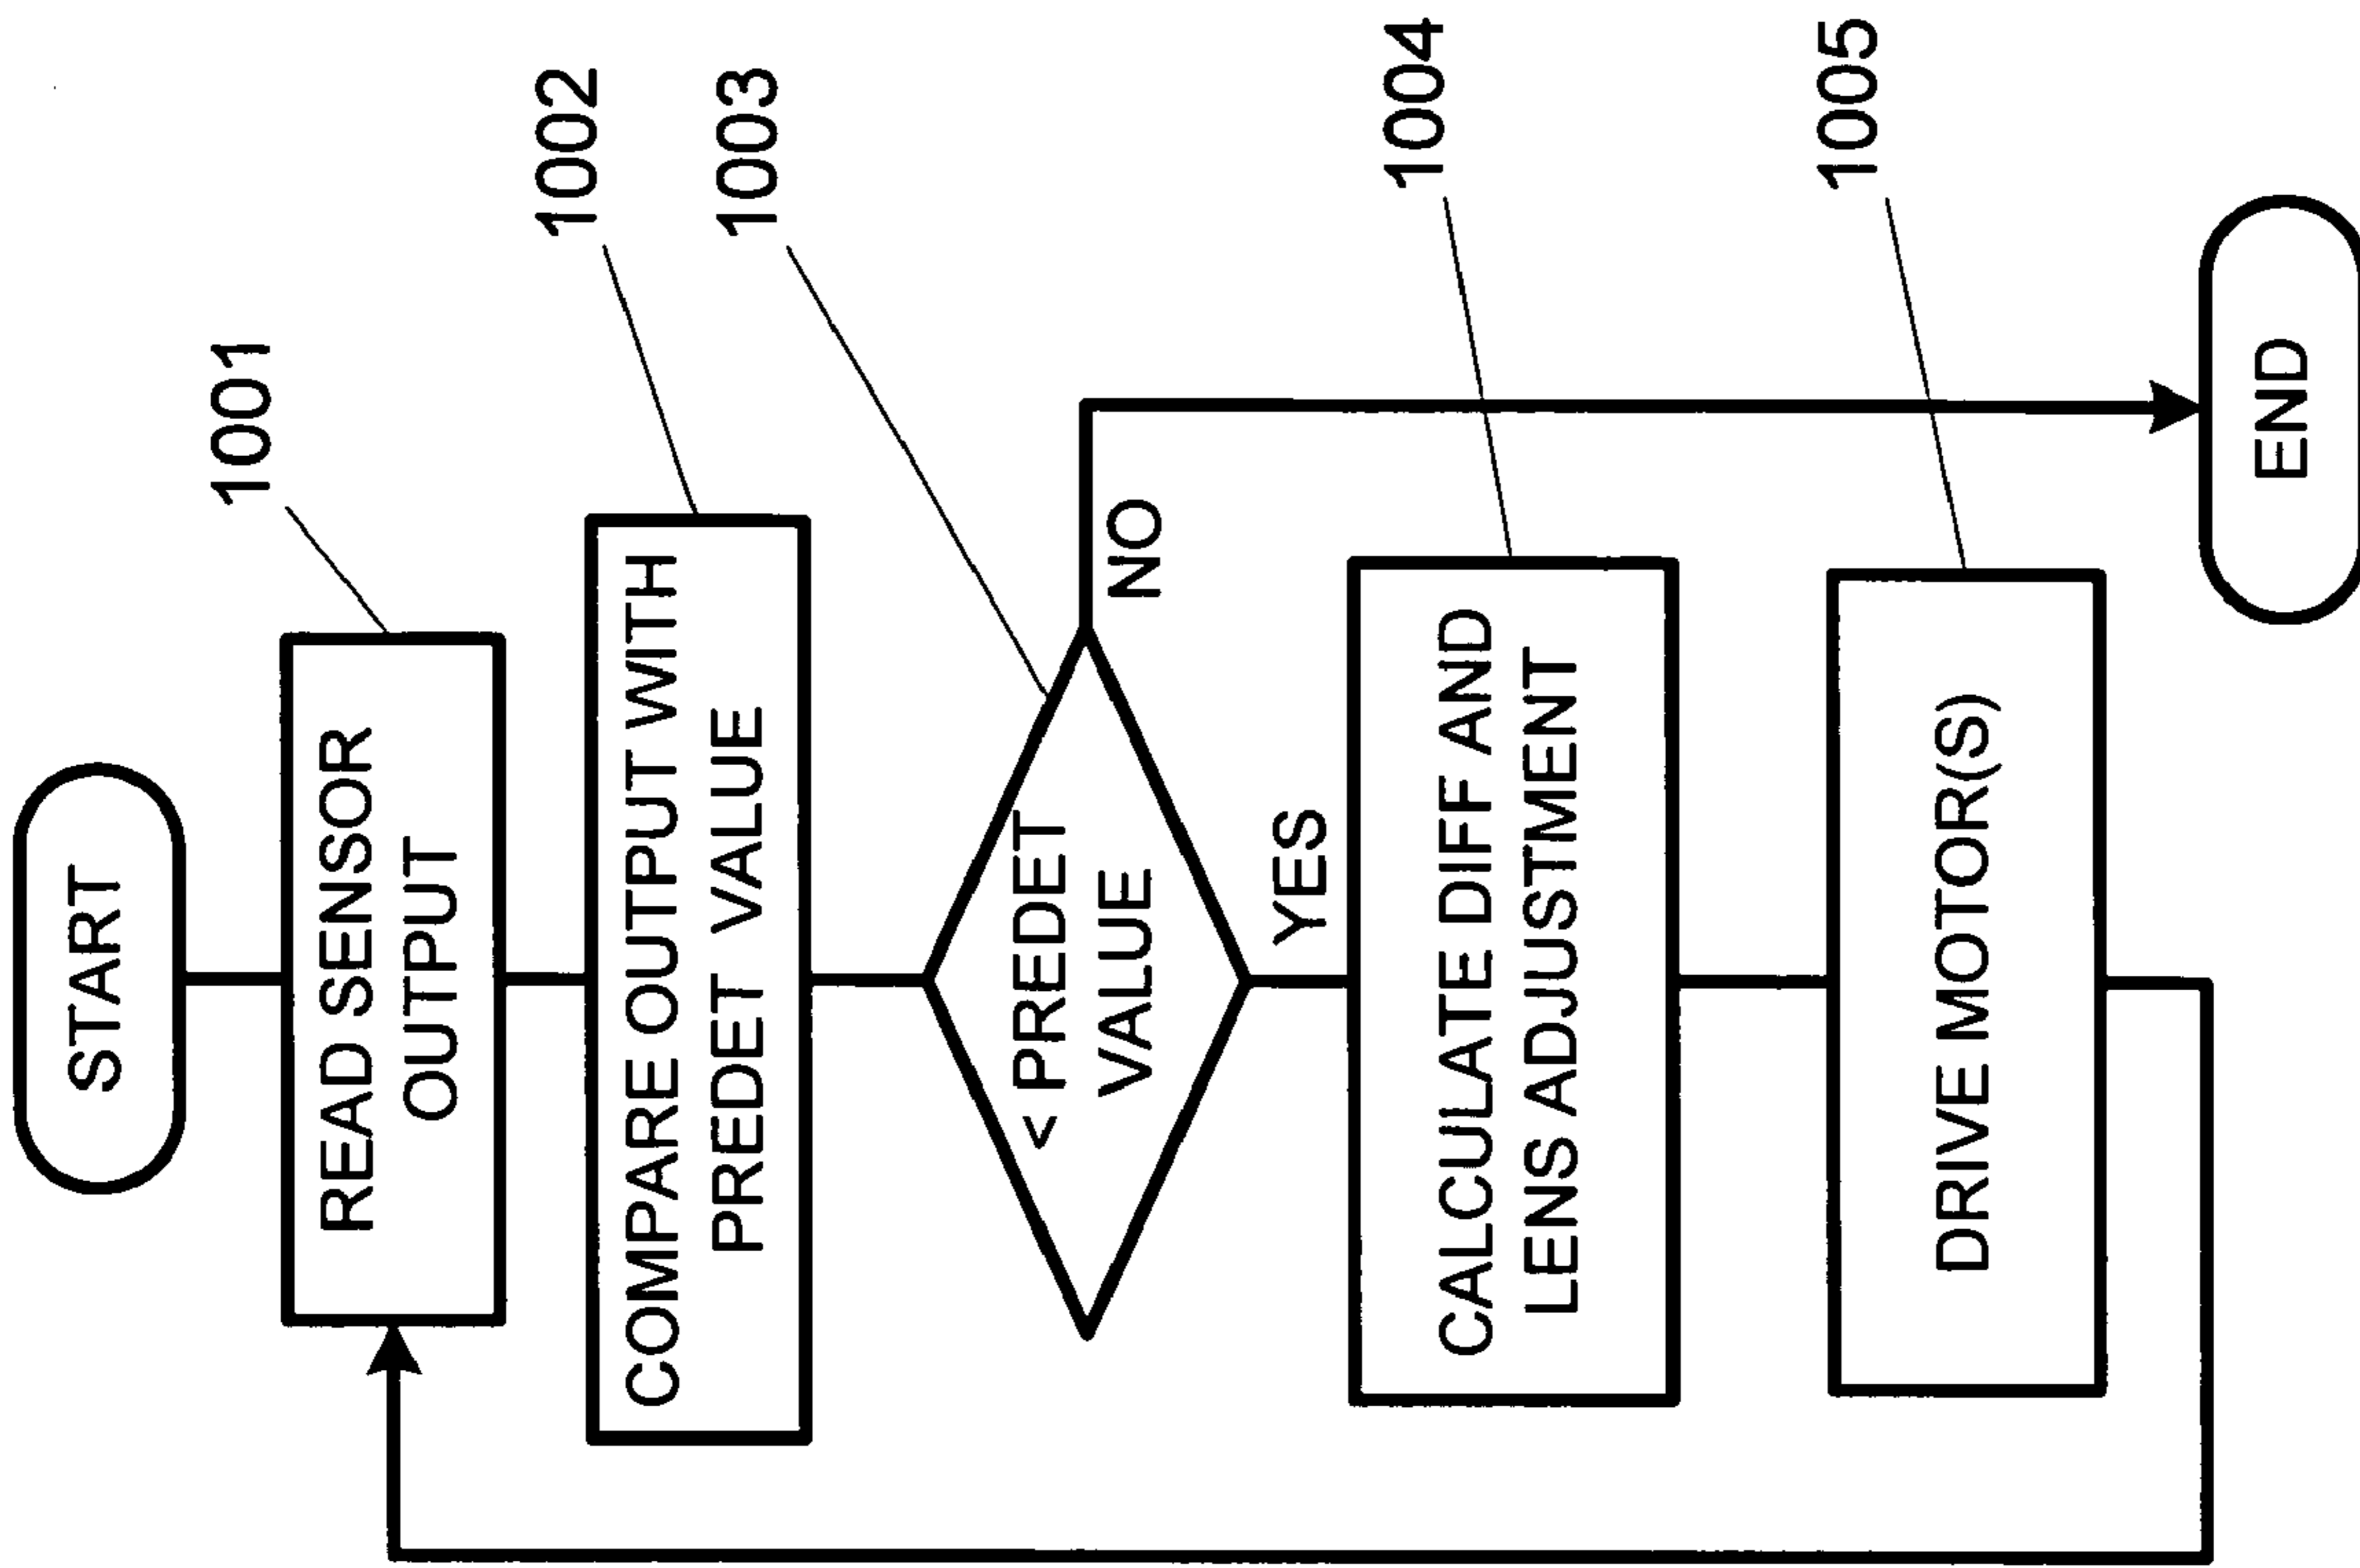 START
1001
READ SENSOR
OUTPUT
1002
COMPARE OUTPUT WITH
PREDET VALUE
1003
< PREDET
VALUE
NO
YES
1004
CALCULATE DIFF AND
LENS ADJUSTMENT
1005
DRIVE MOTOR(S)
END